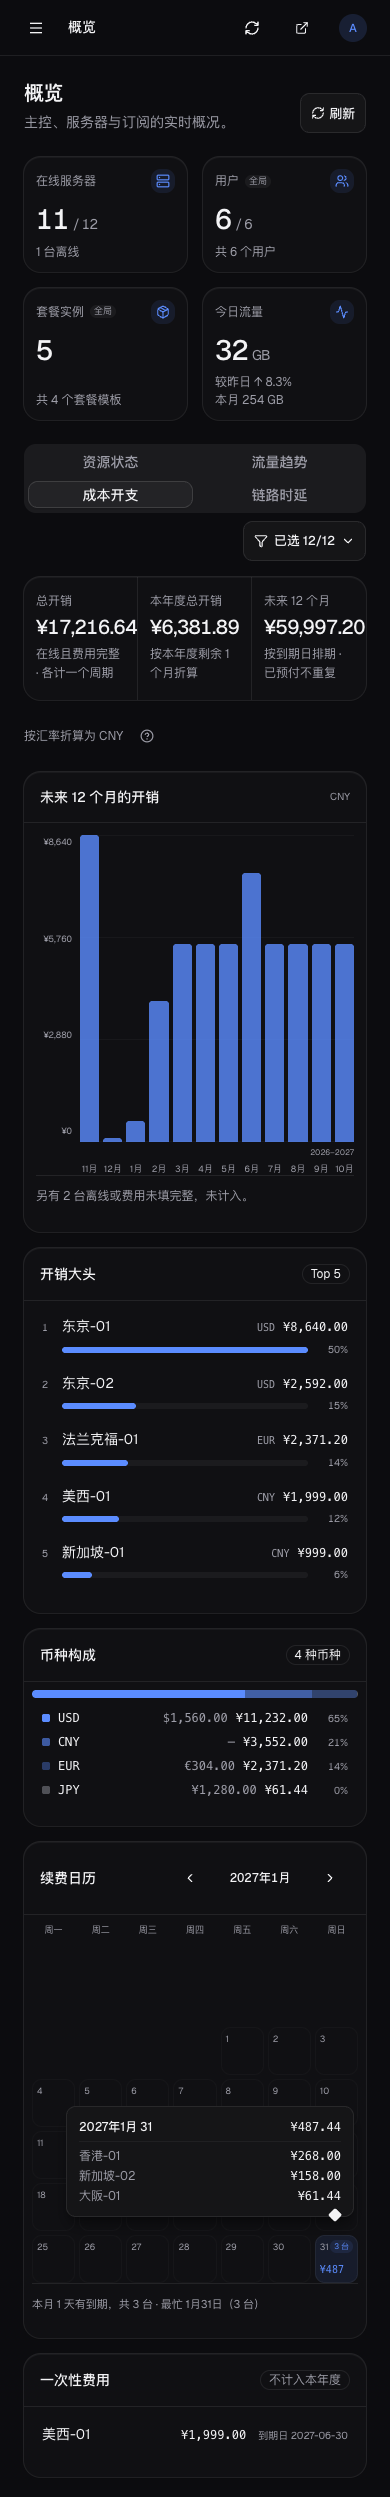 概览
A
概览
主控、服务器与订阅的实时概况。
刷新
在线服务器
11 / 12
1 台离线
用户 全局
6 / 6
共 6 个用户
套餐实例 全局
5
共 4 个套餐模板
今日流量
32 GB
较昨日 ↑ 8.3%
本月 254 GB
资源状态
流量趋势
成本开支
链路时延
已选 12/12
总开销
¥17,216.64
在线且费用完整
· 各计一个周期
本年度总开销
¥6,381.89
按本年度剩余 1
个月折算
未来 12 个月
¥59,997.20
按到期日排期 ·
已预付不重复
按汇率折算为 CNY
未来 12 个月的开销
CNY
¥8,640
¥5,760
¥2,880
¥0
2026–2027
11月 12月 1月 2月 3月 4月 5月 6月 7月 8月 9月 10月
另有 2 台离线或费用未填完整，未计入。
开销大头
Top 5
1 东京-01 USD ¥8,640.00
50%
2 东京-02 USD ¥2,592.00
15%
3 法兰克福-01 EUR ¥2,371.20
14%
4 美西-01 CNY ¥1,999.00
12%
5 新加坡-01 CNY ¥999.00
6%
币种构成
4 种币种
USD $1,560.00 ¥11,232.00 65%
CNY — ¥3,552.00 21%
EUR €304.00 ¥2,371.20 14%
JPY ¥1,280.00 ¥61.44 0%
续费日历
2027年1月
周一 周二 周三 周四 周五 周六 周日
1 2 3
4 5 6 7 8 9 10
11
2027年1月 31 ¥487.44
香港-01 ¥268.00
新加坡-02 ¥158.00
大阪-01 ¥61.44
18
25 26 27 28 29 30 31 3 台
¥487
本月 1 天有到期，共 3 台 · 最忙 1月31日（3 台）
一次性费用
不计入本年度
美西-01 ¥1,999.00 到期日 2027-06-30